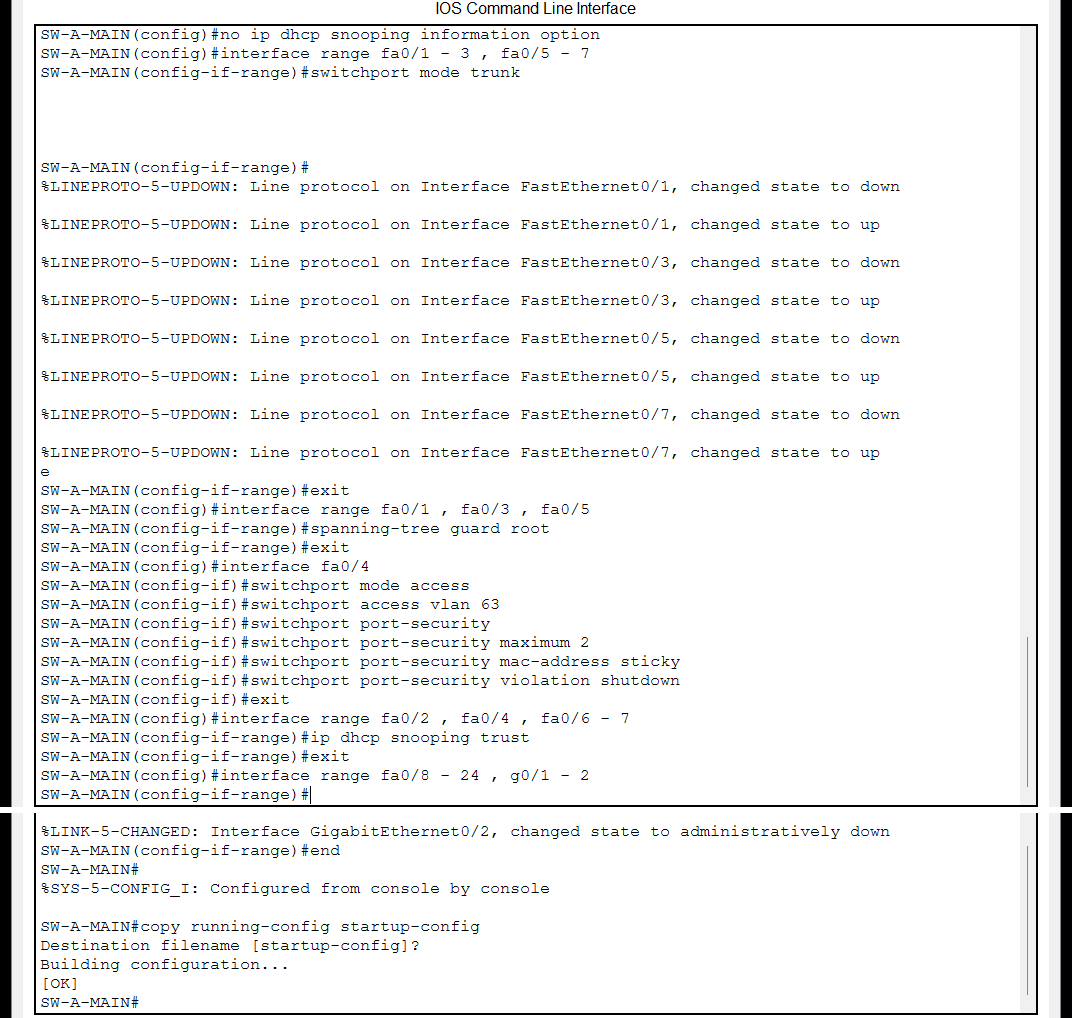 IOS Command Line Interface
SW-A-MAIN(config)#no ip dhcp snooping information option
SW-A-MAIN(config)#interface range fa0/1 - 3 , fa0/5 - 7
SW-A-MAIN(config-if-range)#switchport mode trunk
SW-A-MAIN(config-if-range)#
%LINEPROTO-5-UPDOWN: Line protocol on Interface FastEthernet0/1, changed state to down
%LINEPROTO-5-UPDOWN: Line protocol on Interface FastEthernet0/1, changed state to up
%LINEPROTO-5-UPDOWN: Line protocol on Interface FastEthernet0/3, changed state to down
%LINEPROTO-5-UPDOWN: Line protocol on Interface FastEthernet0/3, changed state to up
%LINEPROTO-5-UPDOWN: Line protocol on Interface FastEthernet0/5, changed state to down
%LINEPROTO-5-UPDOWN: Line protocol on Interface FastEthernet0/5, changed state to up
%LINEPROTO-5-UPDOWN: Line protocol on Interface FastEthernet0/7, changed state to down
%LINEPROTO-5-UPDOWN: Line protocol on Interface FastEthernet0/7, changed state to up
e
SW-A-MAIN(config-if-range)#exit
SW-A-MAIN(config)#interface range fa0/1 , fa0/3 , fa0/5
SW-A-MAIN(config-if-range)#spanning-tree guard root
SW-A-MAIN(config-if-range)#exit
SW-A-MAIN(config)#interface fa0/4
SW-A-MAIN(config-if)#switchport mode access
SW-A-MAIN(config-if)#switchport access vlan 63
SW-A-MAIN(config-if)#switchport port-security
SW-A-MAIN(config-if)#switchport port-security maximum 2
SW-A-MAIN(config-if)#switchport port-security mac-address sticky
SW-A-MAIN(config-if)#switchport port-security violation shutdown
SW-A-MAIN(config-if)#exit
SW-A-MAIN(config)#interface range fa0/2 , fa0/4 , fa0/6 - 7
SW-A-MAIN(config-if-range)#ip dhcp snooping trust
SW-A-MAIN(config-if-range)#exit
SW-A-MAIN(config)#interface range fa0/8 - 24 , g0/1 - 2
SW-A-MAIN(config-if-range)#
%LINK-5-CHANGED: Interface GigabitEthernet0/2, changed state to administratively down
SW-A-MAIN(config-if-range)#end
SW-A-MAIN#
%SYS-5-CONFIG_I: Configured from console by console
SW-A-MAIN#copy running-config startup-config
Destination filename [startup-config]?
Building configuration...
[OK]
SW-A-MAIN#